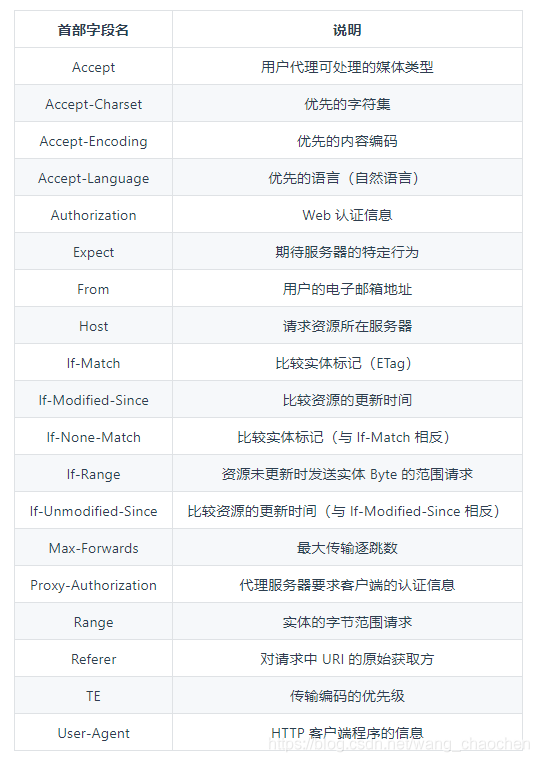 首部字段名 说明
Accept 用户代理可处理的媒体类型
Accept-Charset 优先的字符集
Accept-Encoding 优先的内容编码
Accept-Language 优先的语言（自然语言）
Authorization Web 认证信息
Expect 期待服务器的特定行为
From 用户的电子邮箱地址
Host 请求资源所在服务器
If-Match 比较实体标记（ETag）
If-Modified-Since 比较资源的更新时间
If-None-Match 比较实体标记（与 If-Match 相反）
If-Range 资源未更新时发送实体 Byte 的范围请求
If-Unmodified-Since 比较资源的更新时间（与 If-Modified-Since 相反）
Max-Forwards 最大传输逐跳数
Proxy-Authorization 代理服务器要求客户端的认证信息
Range 实体的字节范围请求
Referer 对请求中 URI 的原始获取方
TE 传输编码的优先级
User-Agent HTTP 客户端程序的信息
https://blog.csdn.net/wang_chaochen